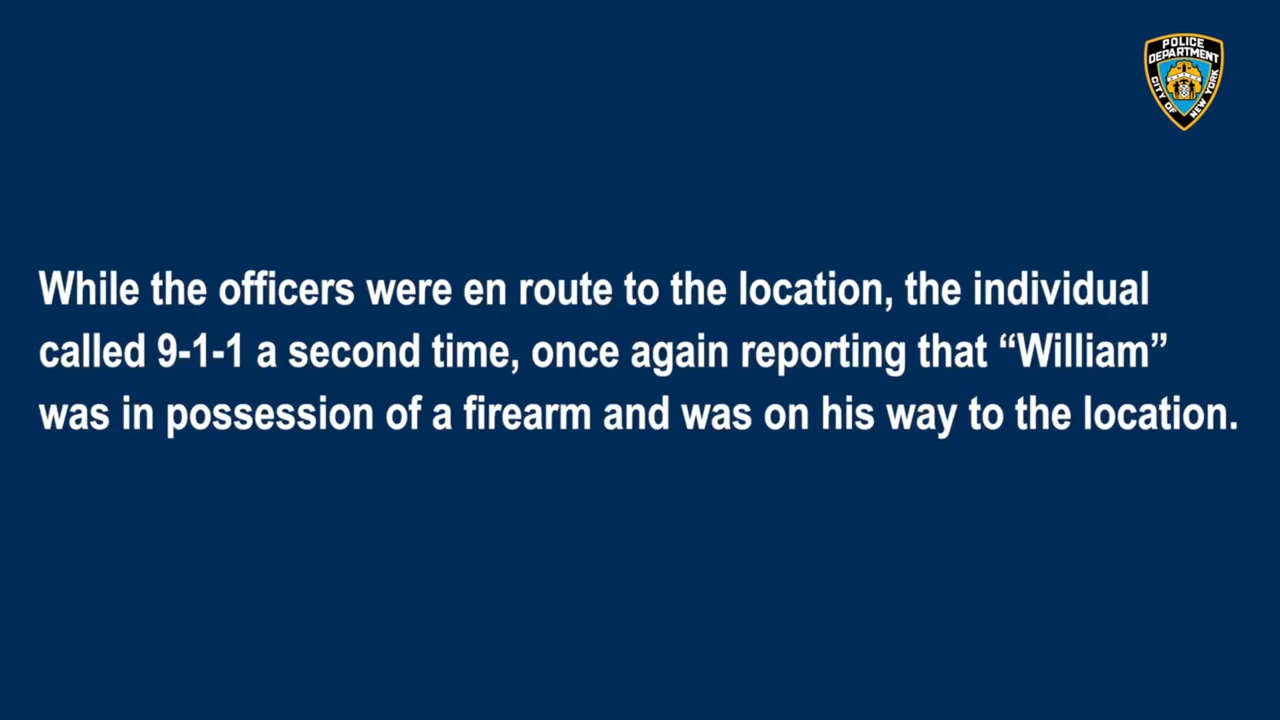 POLICE
DEPARTMENT
CITY OF NEW YORK
While the officers were en route to the location, the individual
called 9-1-1 a second time, once again reporting that “William”
was in possession of a firearm and was on his way to the location.